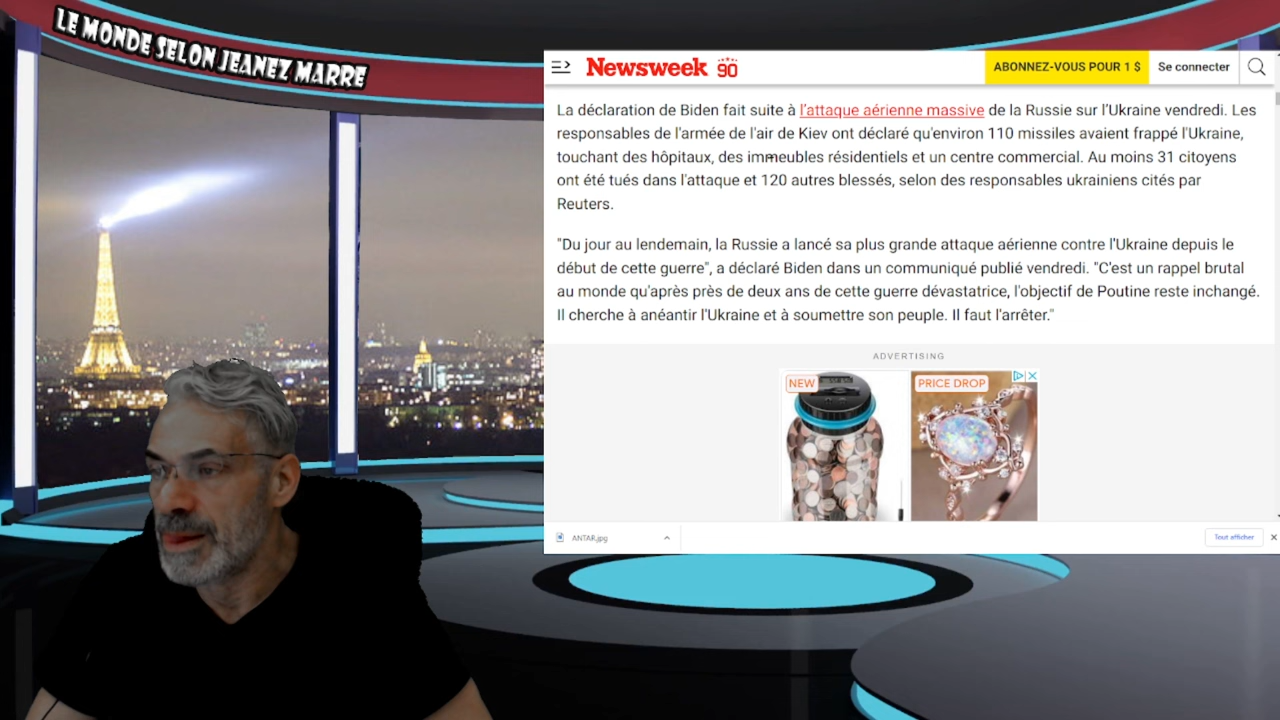 LE MONDE SELON JEANEZ MARRE
Newsweek 90
ABONNEZ-VOUS POUR 1 $
Se connecter
La déclaration de Biden fait suite à l'attaque aérienne massive de la Russie sur l'Ukraine vendredi. Les
responsables de l'armée de l'air de Kiev ont déclaré qu'environ 110 missiles avaient frappé l'Ukraine,
touchant des hôpitaux, des immeubles résidentiels et un centre commercial. Au moins 31 citoyens
ont été tués dans l'attaque et 120 autres blessés, selon des responsables ukrainiens cités par
Reuters.
"Du jour au lendemain, la Russie a lancé sa plus grande attaque aérienne contre l'Ukraine depuis le
début de cette guerre", a déclaré Biden dans un communiqué publié vendredi. "C'est un rappel brutal
au monde qu'après près de deux ans de cette guerre dévastatrice, l'objectif de Poutine reste inchangé.
Il cherche à anéantir l'Ukraine et à soumettre son peuple. Il faut l'arrêter."
ADVERTISING
NEW
PRICE DROP
ANTAR.jpg
Tout afficher